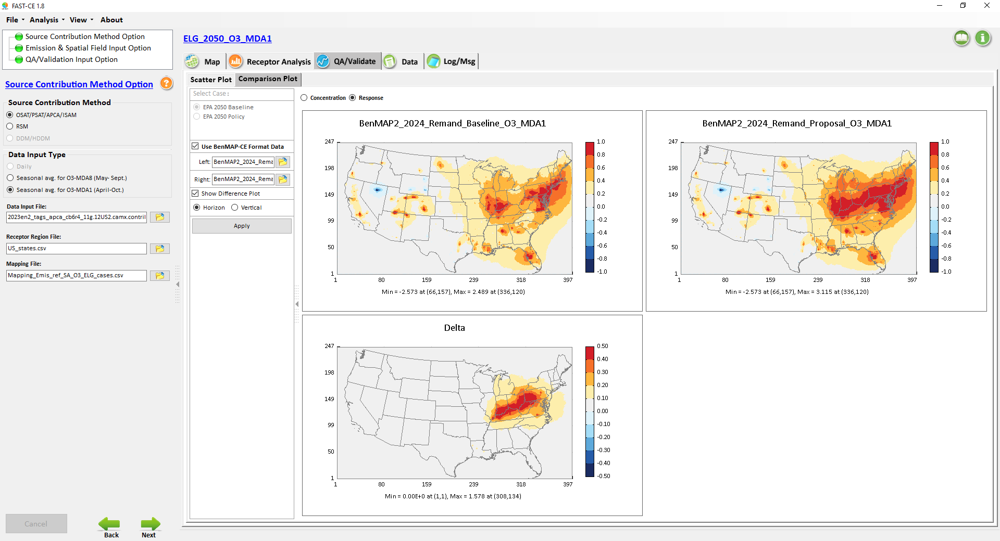 FAST-CE 1.8
File Analysis View About
Source Contribution Method Option
Emission & Spatial Field Input Option
QA/Validation Input Option
Source Contribution Method Option
Source Contribution Method
OSAT/PSAT/APCA/ISAM
RSM
DDM/HDDM
Data Input Type
Daily
Seasonal avg. for O3-MDA8 (May- Sept.)
Seasonal avg. for O3-MDA1 (April-Oct.)
Data Input File:
2023en2_tags_apca_cb6r4_11g.12US2.camx.contril
Receptor Region File:
US_states.csv
Mapping File:
Mapping_Emis_ref_SA_O3_ELG_cases.csv
Cancel
Back
Next
ELG_2050_O3_MDA1
Map Receptor Analysis QA/Validate Data Log/Msg
Scatter Plot Comparison Plot
Select Case:
EPA 2050 Baseline
EPA 2050 Policy
Use BenMAP-CE Format Data
Left: BenMAP2_2024_Rema
Right: BenMAP2_2024_Rema
Show Difference Plot
Horizon Vertical
Apply
Concentration Response
BenMAP2_2024_Remand_Baseline_O3_MDA1
247
198
149
99
50
1
1 80 159 239 318 397
1.0
0.8
0.6
0.4
0.2
0.0
-0.2
-0.4
-0.6
-0.8
-1.0
Min = -2.573 at (66,157), Max = 2.489 at (336,120)
BenMAP2_2024_Remand_Proposal_O3_MDA1
247
198
149
99
50
1
1 80 159 239 318 397
1.0
0.8
0.6
0.4
0.2
0.0
-0.2
-0.4
-0.6
-0.8
-1.0
Min = -2.573 at (66,157), Max = 3.115 at (336,120)
Delta
247
198
149
99
50
1
1 80 159 239 318 397
0.50
0.40
0.30
0.20
0.10
0.00
-0.10
-0.20
-0.30
-0.40
-0.50
Min = 0.00E+0 at (1,1), Max = 1.578 at (308,134)